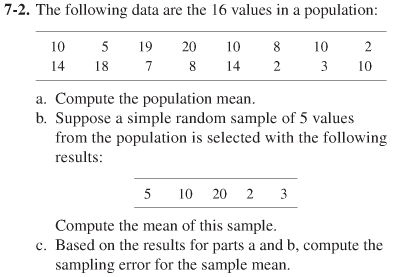 7-2. The following data are the 16 values in a population:
10 5 19 20 10 8 10 2
14 18 7 8 14 2 3 10
a. Compute the population mean.
b. Suppose a simple random sample of 5 values
from the population is selected with the following
results:
5 10 20 2 3
Compute the mean of this sample.
c. Based on the results for parts a and b, compute the
sampling error for the sample mean.